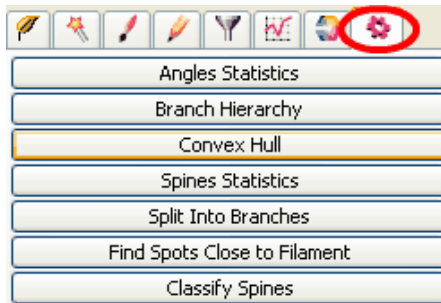 Angles Statistics
Branch Hierarchy
Convex Hull
Spines Statistics
Split Into Branches
Find Spots Close to Filament
Classify Spines